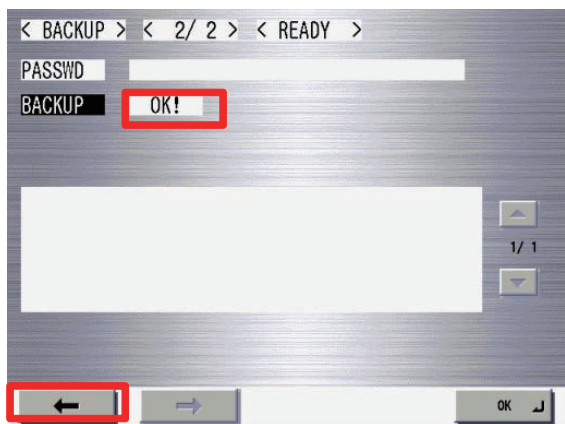 < BACKUP > < 2/ 2 > < READY >
PASSWD
BACKUP OK!
1/ 1
OK